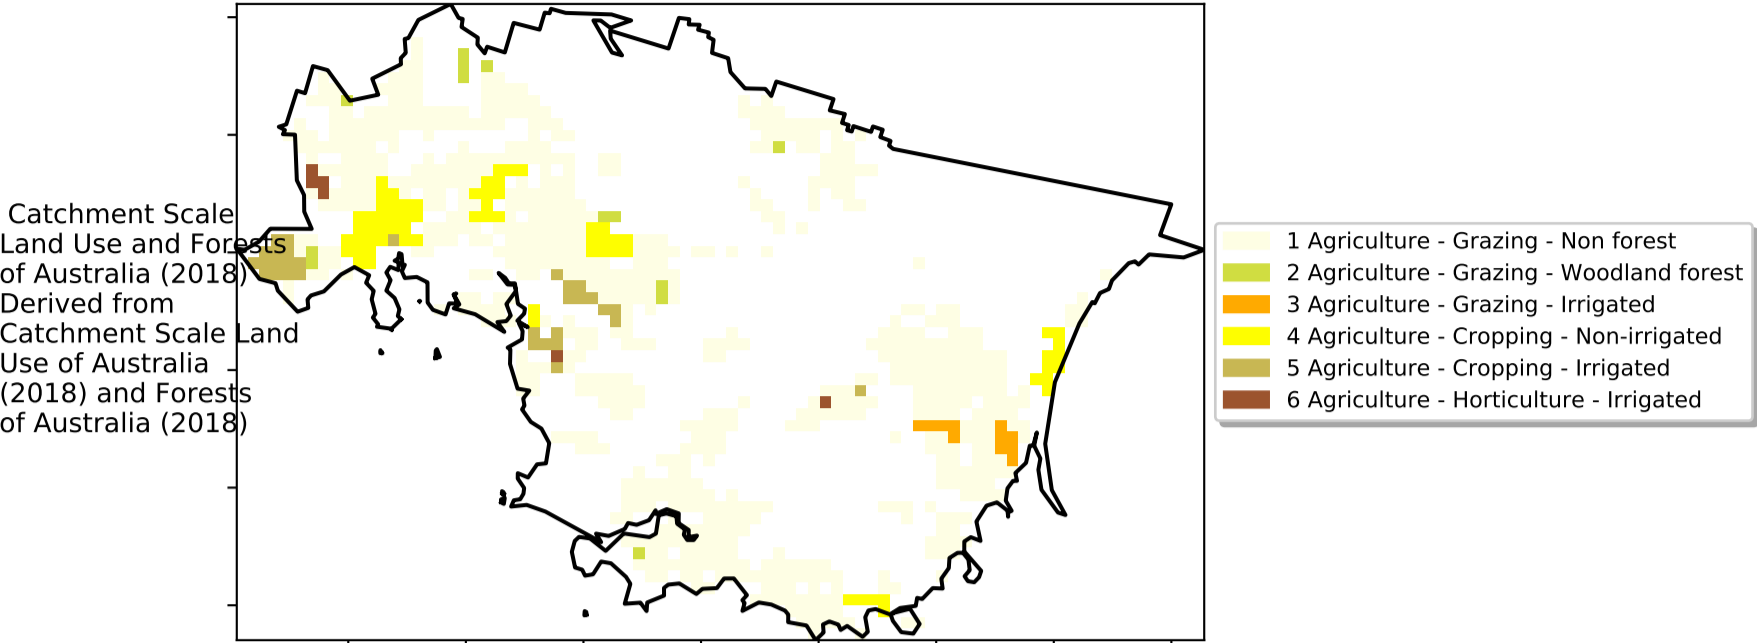 Catchment Scale
Land Use and Forests
of Australia (2018)
Derived from
Catchment Scale Land
Use of Australia
(2018) and Forests
of Australia (2018)
1 Agriculture - Grazing - Non forest
2 Agriculture - Grazing - Woodland forest
3 Agriculture - Grazing - Irrigated
4 Agriculture - Cropping - Non-irrigated
5 Agriculture - Cropping - Irrigated
6 Agriculture - Horticulture - Irrigated